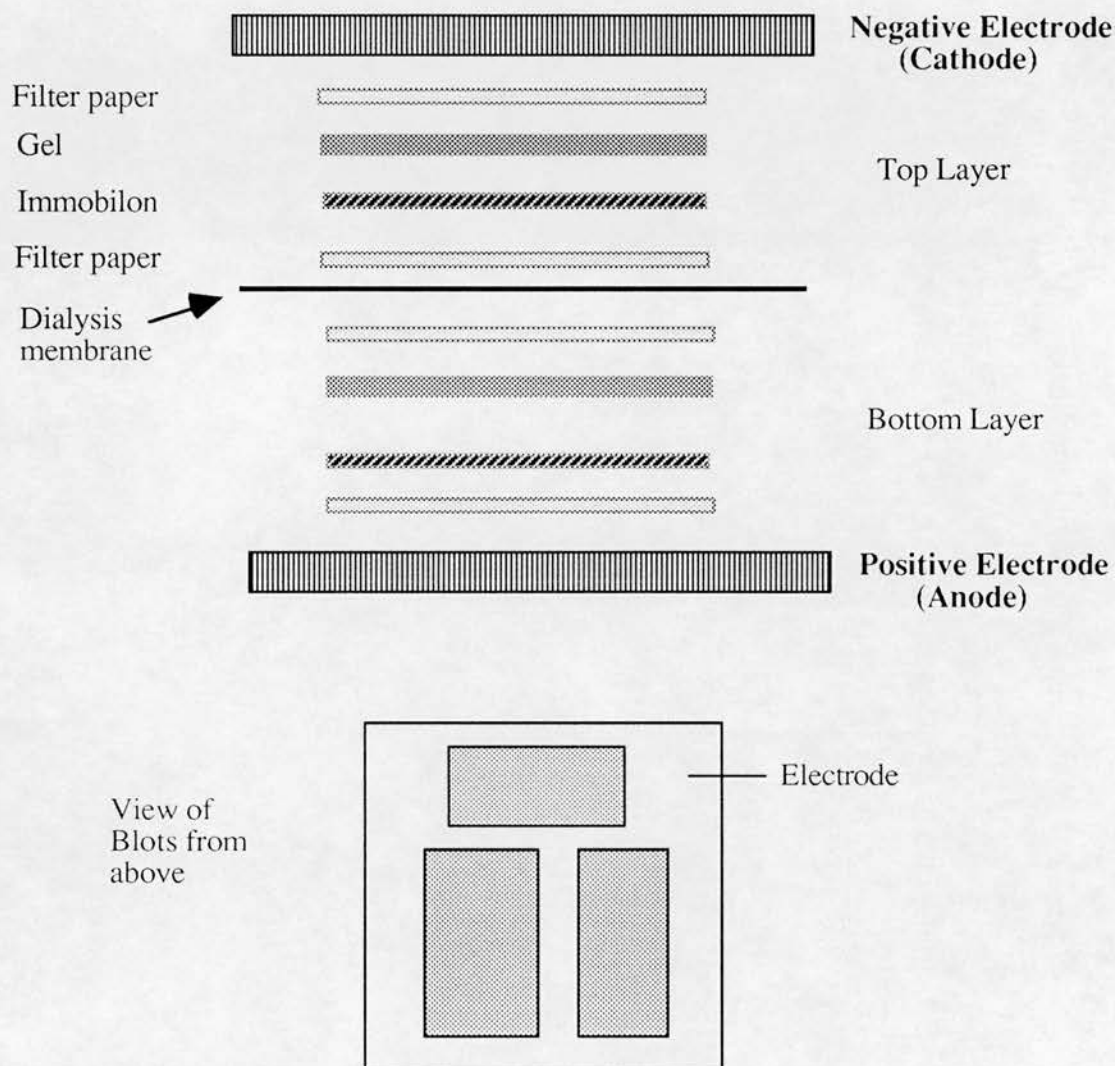 Negative Electrode
(Cathode)
Filter paper
Gel
Top Layer
Immobilon
Filter paper
Dialysis
membrane
Bottom Layer
Positive Electrode
(Anode)
Electrode
View of
Blots from
above